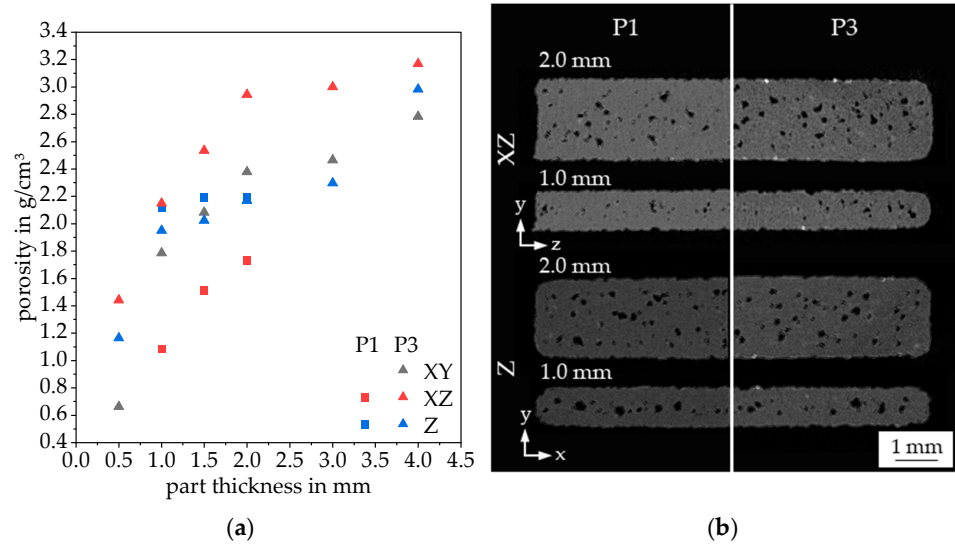 3.4
3.2
3.0
2.8
2.6
2.4
2.2
2.0
1.8
1.6
1.4
1.2
1.0
0.8
0.6
0.4
porosity in g/cm³
0.0 0.5 1.0 1.5 2.0 2.5 3.0 3.5 4.0 4.5
part thickness in mm
P1 P3
XY
XZ
Z
(a)
P1 P3
2.0 mm
XZ
1.0 mm
y
z
2.0 mm
Z
1.0 mm
y
x
1 mm
(b)